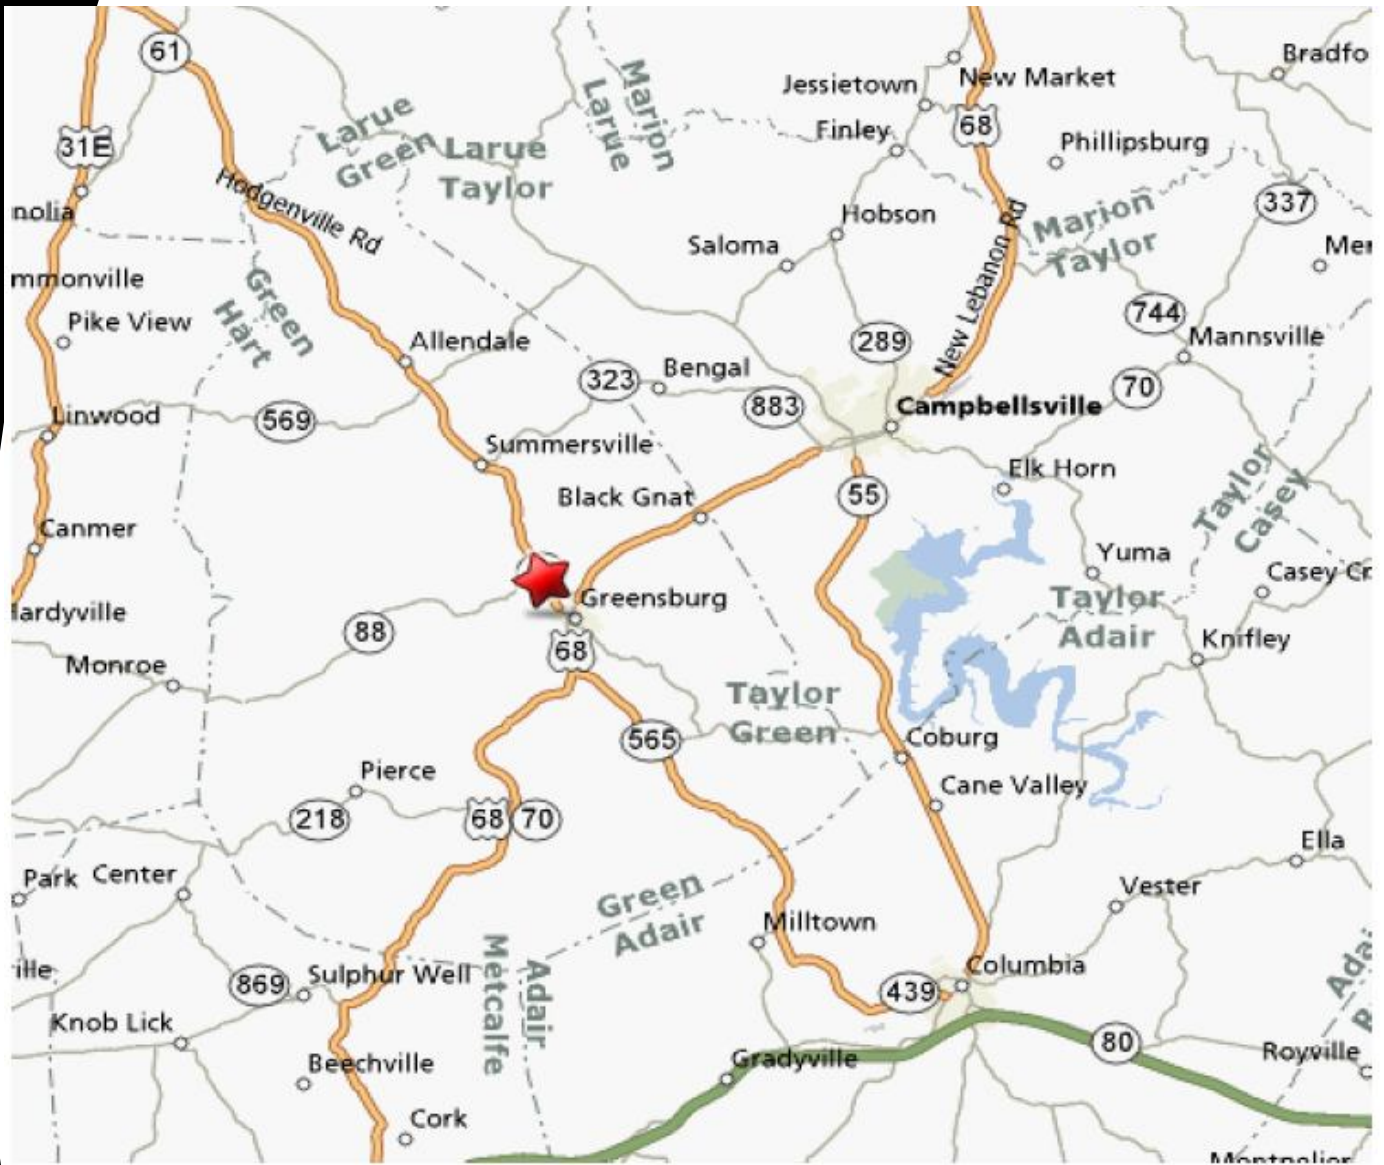 61
Bradfo
Marion
Larue
Jessietown
New Market
31E
Larue
Green
Larue
Taylor
Finley
68
Phillipsburg
Hodgenville Rd
nolia
Hobson
New Lebanon Rd
Marion
Taylor
337
Saloma
Mer
mmonville
Green
Hart
Pike View
289
744
Mannsville
Allendale
323
Bengal
883
70
Linwood
569
Campbellsville
Summersville
Elk Horn
Black Gnat
55
Taylor
Casey
Canmer
Yuma
Casey Cr
Hardyville
Greensburg
Taylor
Adair
88
68
Knifley
Monroe
Taylor
Green
565
Coburg
Pierce
Cane Valley
218
68
70
Ella
Park
Center
Green
Adair
Vester
Milltown
ille
869
Sulphur Well
Metcalfe
Adair
439
Columbia
Ada
R
Knob Lick
80
Beechville
Gradyville
Royville
Cork
Montpelier